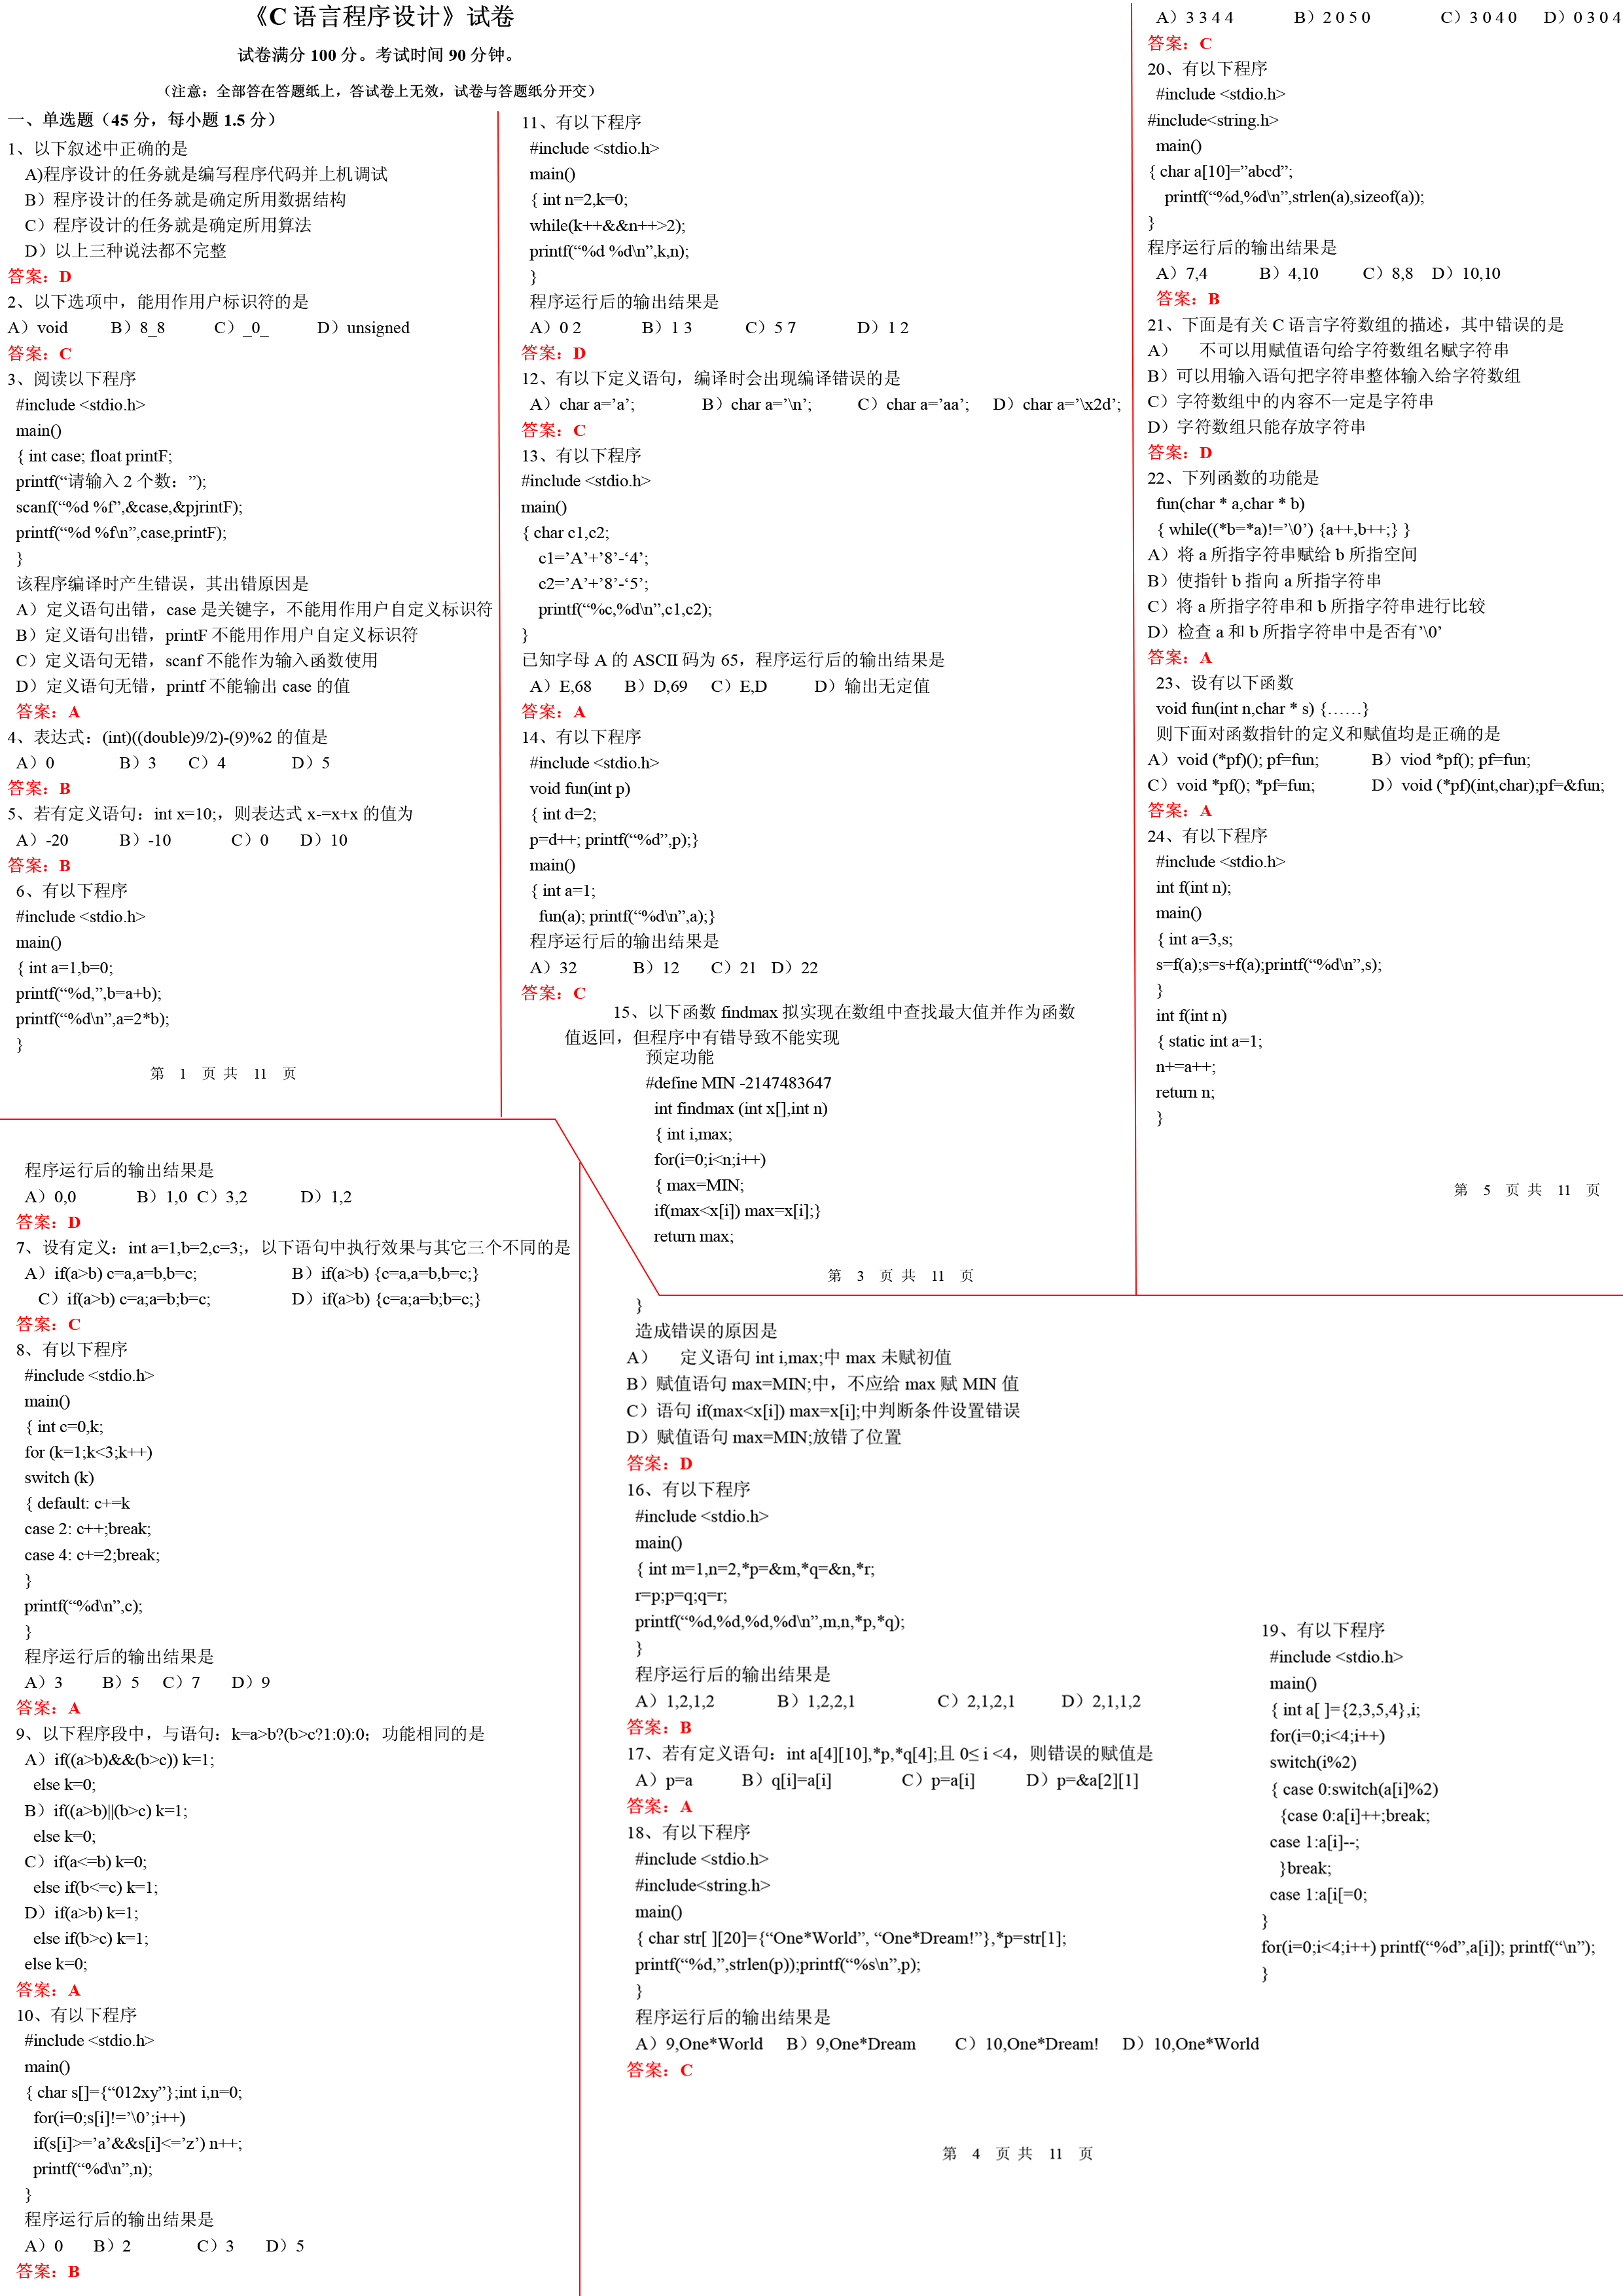 《C 语言程序设计》试卷
试卷满分 100 分。考试时间 90 分钟。
（注意：全部答在答题纸上，答试卷上无效，试卷与答题纸分开交）
一、单选题（45 分，每小题 1.5 分）
1、以下叙述中正确的是
A)程序设计的任务就是编写程序代码并上机调试
B）程序设计的任务就是确定所用数据结构
C）程序设计的任务就是确定所用算法
D）以上三种说法都不完整
答案：D
2、以下选项中，能用作用户标识符的是
A）void B）8_8 C）_0_ D）unsigned
答案：C
3、阅读以下程序
#include <stdio.h>
main()
{ int case; float printF;
printf(“请输入 2 个数：”);
scanf(“%d %f”,&case,&pjrintF);
printf(“%d %f\n”,case,printF);
}
该程序编译时产生错误，其出错原因是
A）定义语句出错，case 是关键字，不能用作用户自定义标识符
B）定义语句出错，printF 不能用作用户自定义标识符
C）定义语句无错，scanf 不能作为输入函数使用
D）定义语句无错，printf 不能输出 case 的值
答案：A
4、表达式：(int)((double)9/2)-(9)%2 的值是
A）0 B）3 C）4 D）5
答案：B
5、若有定义语句：int x=10;，则表达式 x-=x+x 的值为
A）-20 B）-10 C）0 D）10
答案：B
6、有以下程序
#include <stdio.h>
main()
{ int a=1,b=0;
printf(“%d,”,b=a+b);
printf(“%d\n”,a=2*b);
}
第 1 页 共 11 页
程序运行后的输出结果是
A）0,0 B）1,0 C）3,2 D）1,2
答案：D
7、设有定义：int a=1,b=2,c=3;，以下语句中执行效果与其它三个不同的是
A）if(a>b) c=a,a=b,b=c; B）if(a>b) {c=a,a=b,b=c;}
C）if(a>b) c=a;a=b;b=c; D）if(a>b) {c=a;a=b;b=c;}
答案：C
8、有以下程序
#include <stdio.h>
main()
{ int c=0,k;
for (k=1;k<3;k++)
switch (k)
{ default: c+=k
case 2: c++;break;
case 4: c+=2;break;
}
printf(“%d\n”,c);
}
程序运行后的输出结果是
A）3 B）5 C）7 D）9
答案：A
9、以下程序段中，与语句：k=a>b?(b>c?1:0):0；功能相同的是
A）if((a>b)&&(b>c)) k=1;
else k=0;
B）if((a>b)||(b>c) k=1;
else k=0;
C）if(a<=b) k=0;
else if(b<=c) k=1;
D）if(a>b) k=1;
else if(b>c) k=1;
else k=0;
答案：A
10、有以下程序
#include <stdio.h>
main()
{ char s[]={“012xy”};int i,n=0;
for(i=0;s[i]!=’\0’;i++)
if(s[i]>=’a’&&s[i]<=’z’) n++;
printf(“%d\n”,n);
}
程序运行后的输出结果是
A）0 B）2 C）3 D）5
答案：B
11、有以下程序
#include <stdio.h>
main()
{ int n=2,k=0;
while(k++&&n++>2);
printf(“%d %d\n”,k,n);
}
程序运行后的输出结果是
A）0 2 B）1 3 C）5 7 D）1 2
答案：D
12、有以下定义语句，编译时会出现编译错误的是
A）char a=’a’; B）char a=’\n’; C）char a=’aa’; D）char a=’\x2d’;
答案：C
13、有以下程序
#include <stdio.h>
main()
{ char c1,c2;
c1=’A’+’8’-‘4’;
c2=’A’+’8’-‘5’;
printf(“%c,%d\n”,c1,c2);
}
已知字母 A 的 ASCII 码为 65，程序运行后的输出结果是
A）E,68 B）D,69 C）E,D D）输出无定值
答案：A
14、有以下程序
#include <stdio.h>
void fun(int p)
{ int d=2;
p=d++; printf(“%d”,p);}
main()
{ int a=1;
fun(a); printf(“%d\n”,a);}
程序运行后的输出结果是
A）32 B）12 C）21 D）22
答案：C
15、以下函数 findmax 拟实现在数组中查找最大值并作为函数
值返回，但程序中有错导致不能实现
预定功能
#define MIN -2147483647
int findmax (int x[],int n)
{ int i,max;
for(i=0;i<n;i++)
{ max=MIN;
if(max<x[i]) max=x[i];}
return max;
第 3 页 共 11 页
}
造成错误的原因是
A） 定义语句 int i,max;中 max 未赋初值
B）赋值语句 max=MIN;中，不应给 max 赋 MIN 值
C）语句 if(max<x[i]) max=x[i];中判断条件设置错误
D）赋值语句 max=MIN;放错了位置
答案：D
16、有以下程序
#include <stdio.h>
main()
{ int m=1,n=2,*p=&m,*q=&n,*r;
r=p;p=q;q=r;
printf(“%d,%d,%d,%d\n”,m,n,*p,*q);
}
程序运行后的输出结果是
A）1,2,1,2 B）1,2,2,1 C）2,1,2,1 D）2,1,1,2
答案：B
17、若有定义语句：int a[4][10],*p,*q[4];且 0≤ i <4，则错误的赋值是
A）p=a B）q[i]=a[i] C）p=a[i] D）p=&a[2][1]
答案：A
18、有以下程序
#include <stdio.h>
#include<string.h>
main()
{ char str[ ][20]={“One*World”, “One*Dream!”},*p=str[1];
printf(“%d,”,strlen(p));printf(“%s\n”,p);
}
程序运行后的输出结果是
A）9,One*World B）9,One*Dream C）10,One*Dream! D）10,One*World
答案：C
第 4 页 共 11 页
19、有以下程序
#include <stdio.h>
main()
{ int a[ ]={2,3,5,4},i;
for(i=0;i<4;i++)
switch(i%2)
{ case 0:switch(a[i]%2)
{case 0:a[i]++;break;
case 1:a[i]--;
}break;
case 1:a[i[=0;
}
for(i=0;i<4;i++) printf(“%d”,a[i]); printf(“\n”);
}
A）3 3 4 4 B）2 0 5 0 C）3 0 4 0 D）0 3 0 4
答案：C
20、有以下程序
#include <stdio.h>
#include<string.h>
main()
{ char a[10]=”abcd”;
printf(“%d,%d\n”,strlen(a),sizeof(a));
}
程序运行后的输出结果是
A）7,4 B）4,10 C）8,8 D）10,10
答案：B
21、下面是有关 C 语言字符数组的描述，其中错误的是
A） 不可以用赋值语句给字符数组名赋字符串
B）可以用输入语句把字符串整体输入给字符数组
C）字符数组中的内容不一定是字符串
D）字符数组只能存放字符串
答案：D
22、下列函数的功能是
fun(char * a,char * b)
{ while((*b=*a)!=’\0’) {a++,b++;} }
A）将 a 所指字符串赋给 b 所指空间
B）使指针 b 指向 a 所指字符串
C）将 a 所指字符串和 b 所指字符串进行比较
D）检查 a 和 b 所指字符串中是否有’\0’
答案：A
23、设有以下函数
void fun(int n,char * s) {……}
则下面对函数指针的定义和赋值均是正确的是
A）void (*pf)(); pf=fun; B）viod *pf(); pf=fun;
C）void *pf(); *pf=fun; D）void (*pf)(int,char);pf=&fun;
答案：A
24、有以下程序
#include <stdio.h>
int f(int n);
main()
{ int a=3,s;
s=f(a);s=s+f(a);printf(“%d\n”,s);
}
int f(int n)
{ static int a=1;
n+=a++;
return n;
}
第 5 页 共 11 页